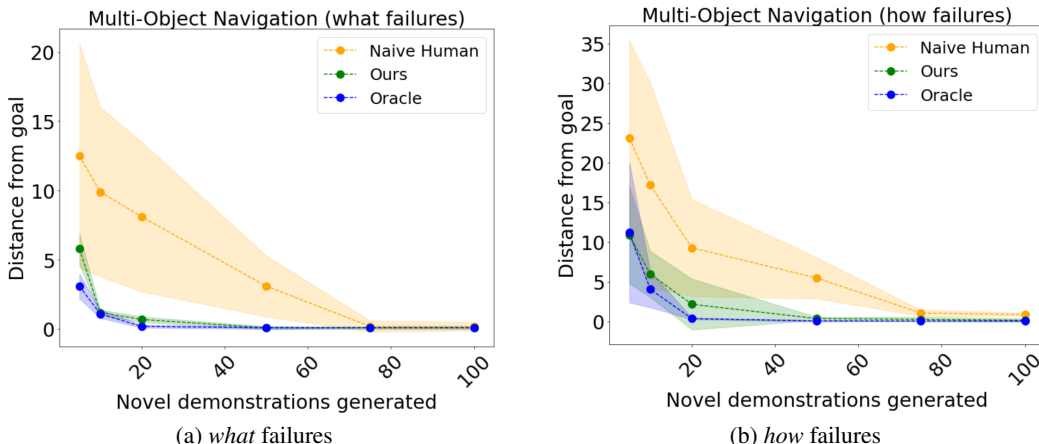 Multi-Object Navigation (what failures)
Naive Human
Ours
Oracle
Distance from goal
20
15
10
5
0
20
40
60
80
100
Novel demonstrations generated
(a) what failures
Multi-Object Navigation (how failures)
Naive Human
Ours
Oracle
Distance from goal
35
30
25
20
15
10
5
0
20
40
60
80
100
Novel demonstrations generated
(b) how failures